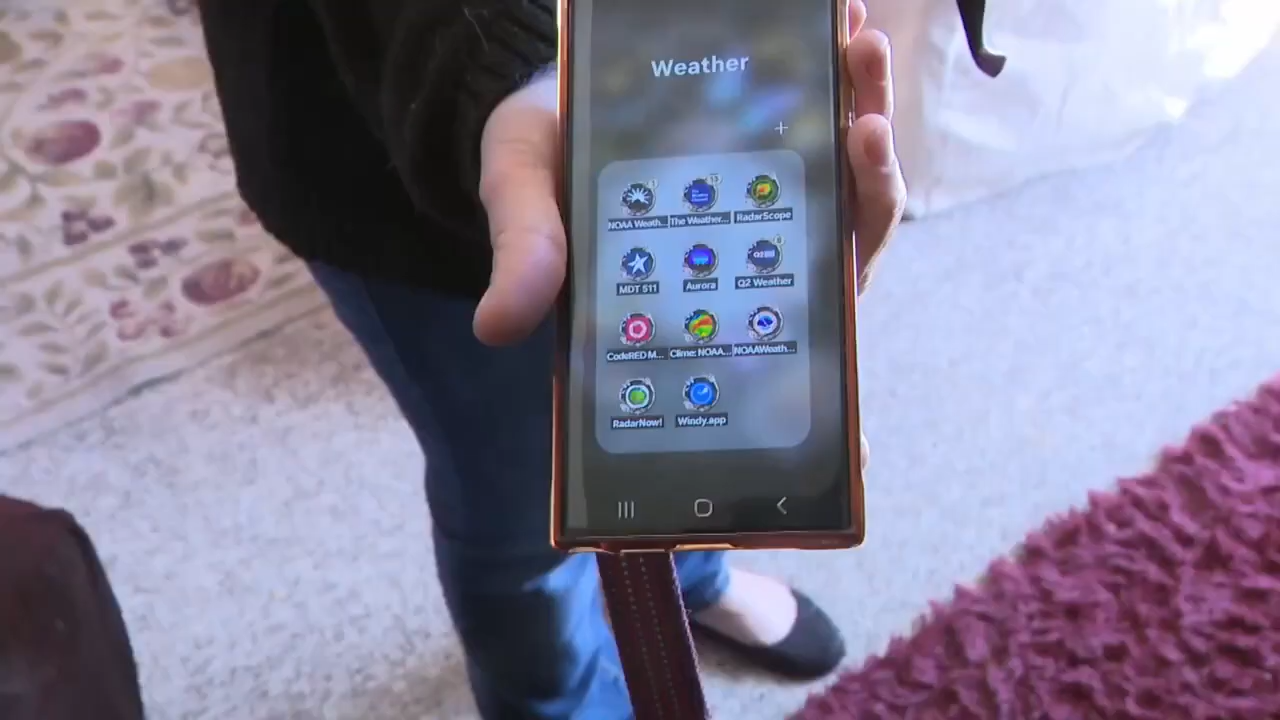 Weather
NOAA Weath... The Weather... RadarScope
MDT 511 Aurora Q2 Weather
CodeRED M... Clime: NOAA... NOAAWeath...
RadarNow! Windy.app